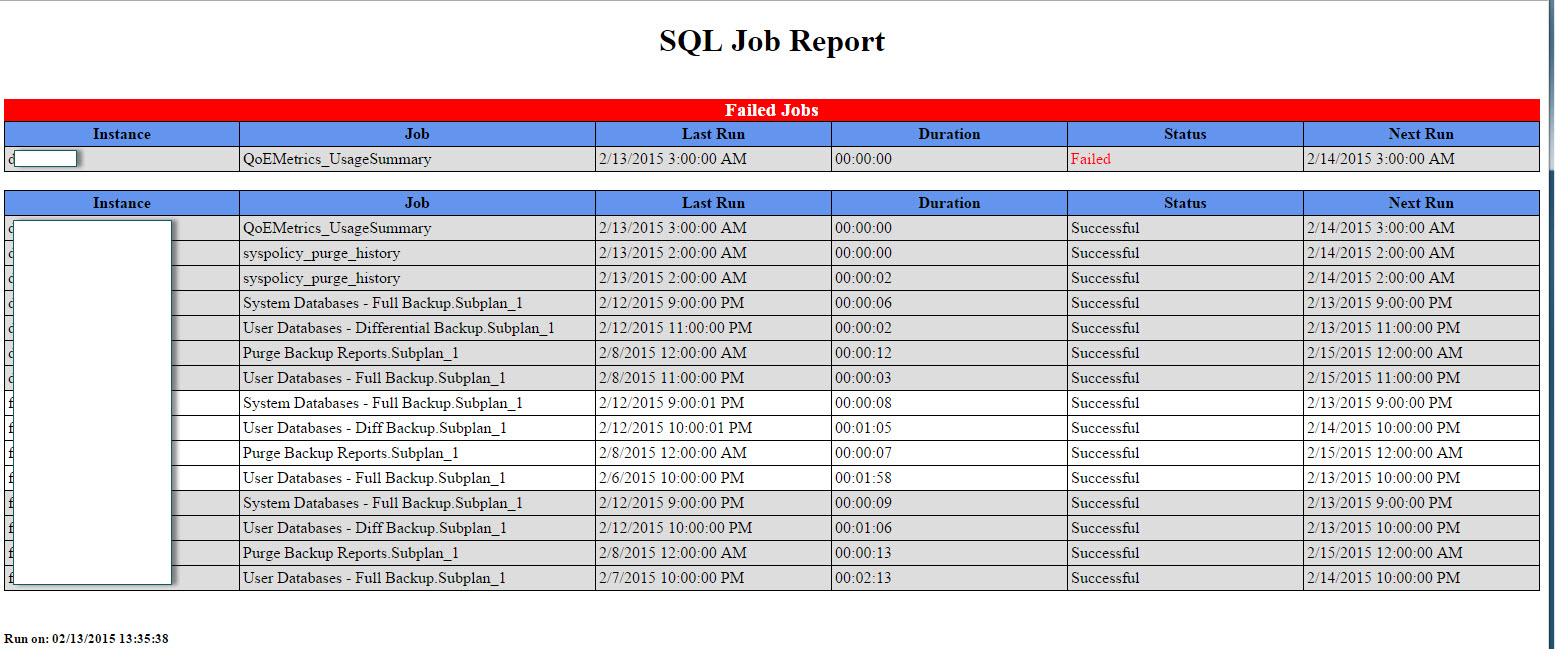 SQL Job Report
Failed Jobs
Instance Job Last Run Duration Status Next Run
d QoEMetrics_UsageSummary 2/13/2015 3:00:00 AM 00:00:00 Failed 2/14/2015 3:00:00 AM
Instance Job Last Run Duration Status Next Run
QoEMetrics_UsageSummary 2/13/2015 3:00:00 AM 00:00:00 Successful 2/14/2015 3:00:00 AM
syspolicy_purge_history 2/13/2015 2:00:00 AM 00:00:00 Successful 2/14/2015 2:00:00 AM
syspolicy_purge_history 2/13/2015 2:00:00 AM 00:00:02 Successful 2/14/2015 2:00:00 AM
System Databases - Full Backup.Subplan_1 2/12/2015 9:00:00 PM 00:00:06 Successful 2/13/2015 9:00:00 PM
User Databases - Differential Backup.Subplan_1 2/12/2015 11:00:00 PM 00:00:02 Successful 2/13/2015 11:00:00 PM
Purge Backup Reports.Subplan_1 2/8/2015 12:00:00 AM 00:00:12 Successful 2/15/2015 12:00:00 AM
User Databases - Full Backup.Subplan_1 2/8/2015 11:00:00 PM 00:00:03 Successful 2/15/2015 11:00:00 PM
System Databases - Full Backup.Subplan_1 2/12/2015 9:00:01 PM 00:00:08 Successful 2/13/2015 9:00:00 PM
User Databases - Diff Backup.Subplan_1 2/12/2015 10:00:01 PM 00:01:05 Successful 2/14/2015 10:00:00 PM
Purge Backup Reports.Subplan_1 2/8/2015 12:00:00 AM 00:00:07 Successful 2/15/2015 12:00:00 AM
User Databases - Full Backup.Subplan_1 2/6/2015 10:00:00 PM 00:01:58 Successful 2/13/2015 10:00:00 PM
System Databases - Full Backup.Subplan_1 2/12/2015 9:00:00 PM 00:00:09 Successful 2/13/2015 9:00:00 PM
User Databases - Diff Backup.Subplan_1 2/12/2015 10:00:00 PM 00:01:06 Successful 2/13/2015 10:00:00 PM
Purge Backup Reports.Subplan_1 2/8/2015 12:00:00 AM 00:00:13 Successful 2/15/2015 12:00:00 AM
User Databases - Full Backup.Subplan_1 2/7/2015 10:00:00 PM 00:02:13 Successful 2/14/2015 10:00:00 PM
Run on: 02/13/2015 13:35:38